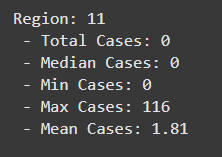 Region: 11
- Total Cases: 0
- Median Cases: 0
- Min Cases: 0
- Max Cases: 116
- Mean Cases: 1.81